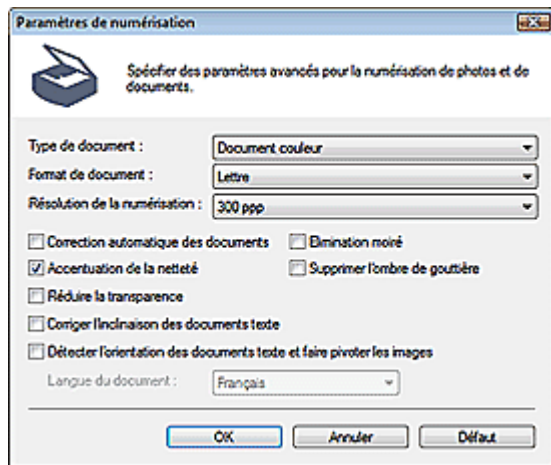 Paramètres de numérisation
Spécifier des paramètres avancés pour la numérisation de photos et de
documents.
Type de document : Document couleur
Format de document : Lettre
Résolution de la numérisation : 300 ppp
Correction automatique des documents Elimination moiré
Accentuation de la netteté Supprimer l'ombre de gouttière
Réduire la transparence
Corriger l'inclinaison des documents texte
Détecter l'orientation des documents texte et faire pivoter les images
Langue du document : Français
OK Annuler Défaut